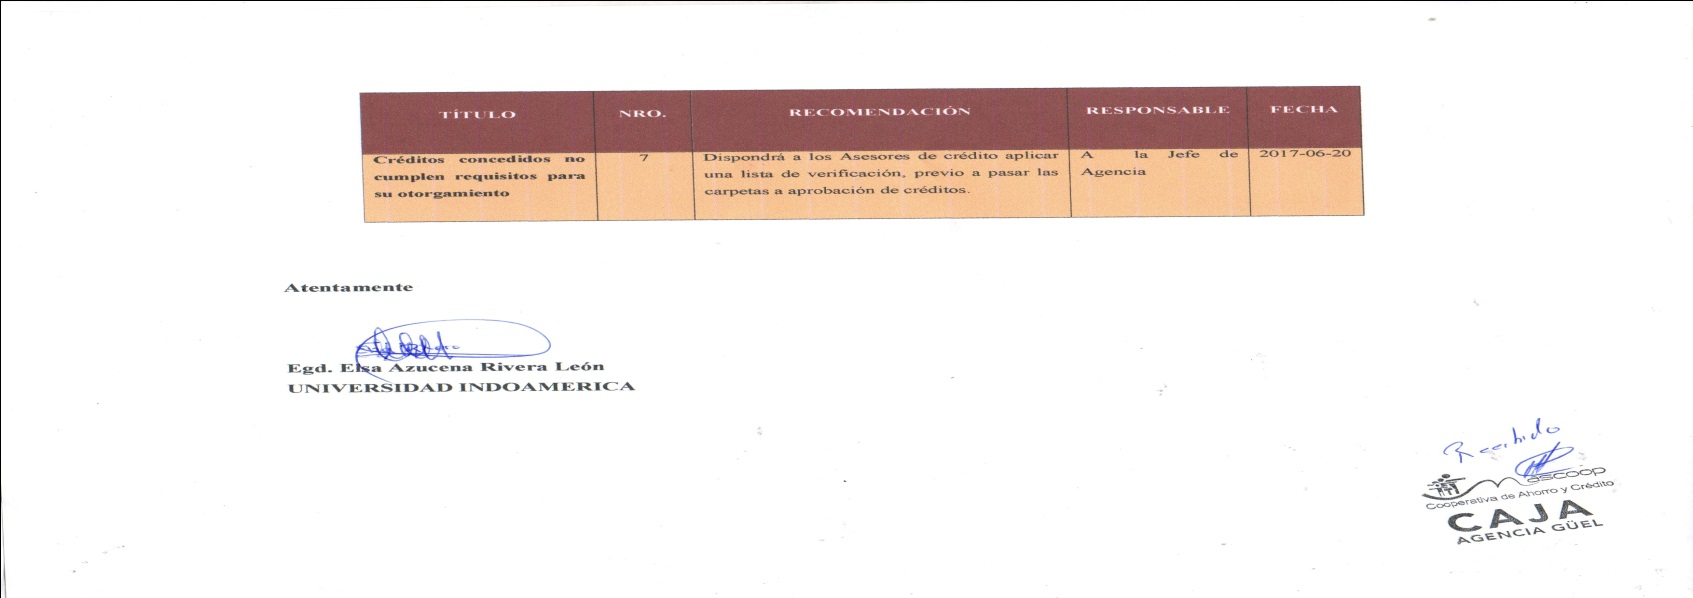 TÍTULO NRO. RECOMENDACIÓN RESPONSABLE FECHA
Créditos concedidos no 7 Dispondrá a los Asesores de crédito aplicar A la Jefe de 2017-06-20
cumplen requisitos para una lista de verificación, previo a pasar las Agencia
su otorgamiento carpetas a aprobación de créditos.
Atentamente
Egd. Elsa Azucena Rivera León
UNIVERSIDAD INDOAMERICA
Recibido
Mascoop
Cooperativa de Ahorro y Crédito
CAJA
AGENCIA GÜEL